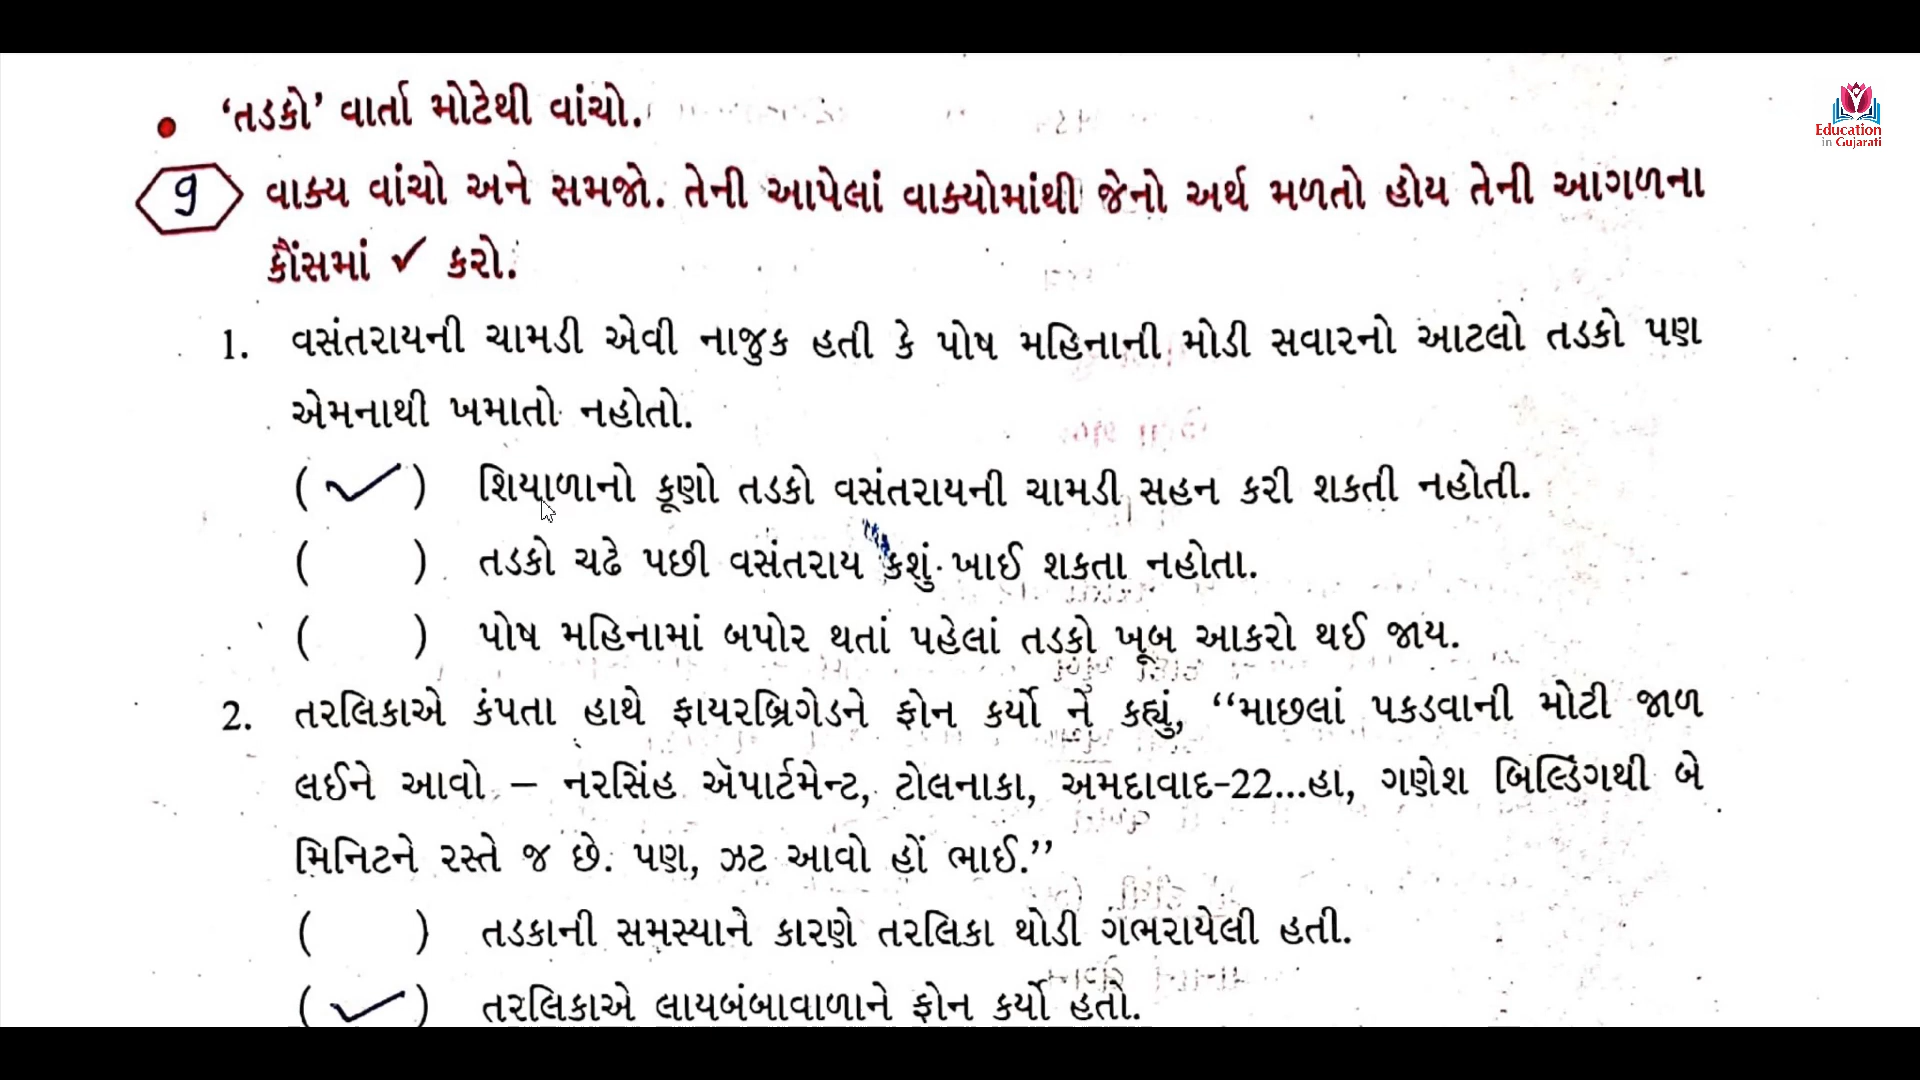 ‘તડકો’ વાર્તા મોટેથી વાંચો.
Education
in Gujarati
9 વાક્ય વાંચો અને સમજો. તેની આપેલાં વાક્યોમાંથી જેનો અર્થ મળતો હોય તેની આગળના
કૌંસમાં ✓ કરો.
1. વસંતરાયની ચામડી એવી નાજુક હતી કે પોષ મહિનાની મોડી સવારનો આટલો તડકો પણ
એમનાથી ખમાતો નહોતો.
( ✓ ) શિયાળાનો કૂણો તડકો વસંતરાયની ચામડી સહન કરી શકતી નહોતી.
( ) તડકો ચઢે પછી વસંતરાય કશું ખાઈ શકતા નહોતા.
( ) પોષ મહિનામાં બપોર થતાં પહેલાં તડકો ખૂબ આકરો થઈ જાય.
2. તરલિકાએ કંપતા હાથે ફાયરબ્રિગેડને ફોન કર્યો ને કહ્યું, ‘‘માછલાં પકડવાની મોટી જાળ
લઈને આવો – નરસિંહ ઍપાર્ટમેન્ટ, ટોલનાકા, અમદાવાદ-22...હા, ગણેશ બિલ્ડિંગથી બે
મિનિટને રસ્તે જ છે. પણ, ઝટ આવો હોં ભાઈ.’’
( ) તડકાની સમસ્યાને કારણે તરલિકા થોડી ગભરાયેલી હતી.
( ✓ ) તરલિકાએ લાયબંબાવાળાને ફોન કર્યો હતો.